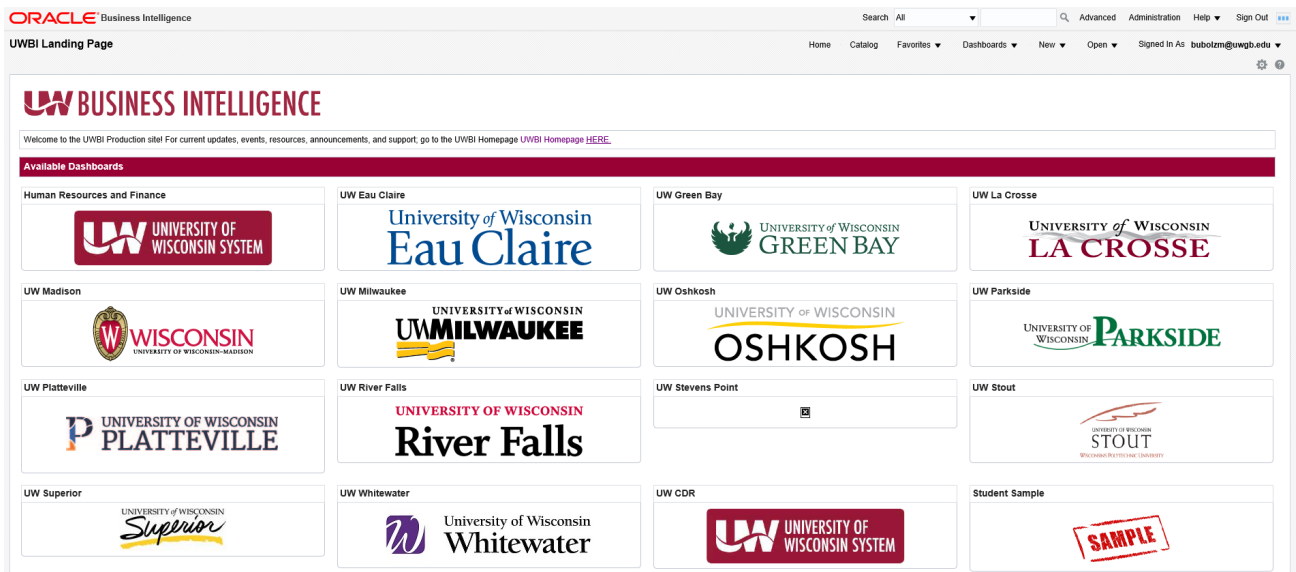 ORACLE Business Intelligence
Search All Advanced Administration Help Sign Out
UWBI Landing Page
Home Catalog Favorites Dashboards New Open Signed In As bubolzm@uwgb.edu
UW BUSINESS INTELLIGENCE
Welcome to the UWBI Production site! For current updates, events, resources, announcements, and support, go to the UWBI Homepage UWBI Homepage HERE.
Available Dashboards
Human Resources and Finance
UW UNIVERSITY OF
WISCONSIN SYSTEM
UW Eau Claire
University of Wisconsin
Eau Claire
UW Green Bay
UNIVERSITY of WISCONSIN
GREEN BAY
UW La Crosse
UNIVERSITY of WISCONSIN
LA CROSSE
UW Madison
W WISCONSIN
UNIVERSITY OF WISCONSIN-MADISON
UW Milwaukee
UNIVERSITY of WISCONSIN
UWMILWAUKEE
UW Oshkosh
UNIVERSITY OF WISCONSIN
OSHKOSH
UW Parkside
UNIVERSITY OF
WISCONSIN PARKSIDE
UW Platteville
P UNIVERSITY OF WISCONSIN
PLATTEVILLE
UW River Falls
UNIVERSITY OF WISCONSIN
River Falls
UW Stevens Point
UW Stout
UNIVERSITY OF WISCONSIN
STOUT
WISCONSIN'S POLYTECHNIC UNIVERSITY
UW Superior
UNIVERSITY of WISCONSIN
Superior
UW Whitewater
W University of Wisconsin
Whitewater
UW CDR
UW UNIVERSITY OF
WISCONSIN SYSTEM
Student Sample
SAMPLE